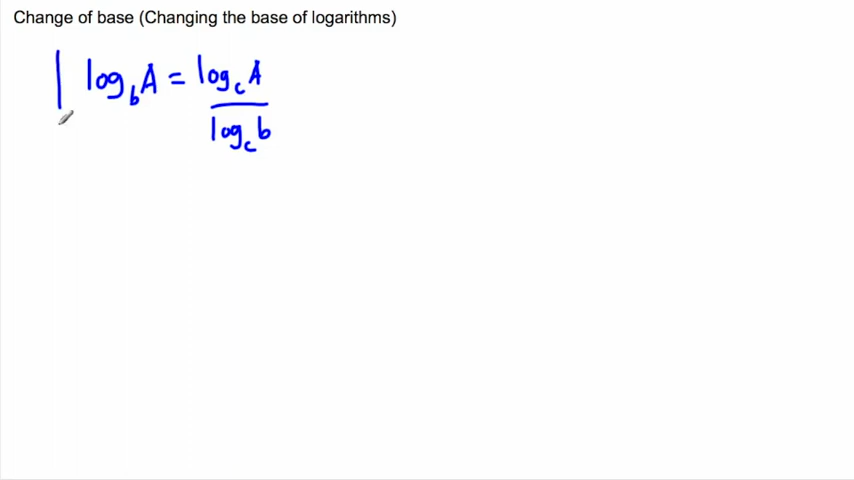 Change of base (Changing the base of logarithms)
log_b A = log_c A
log_c b